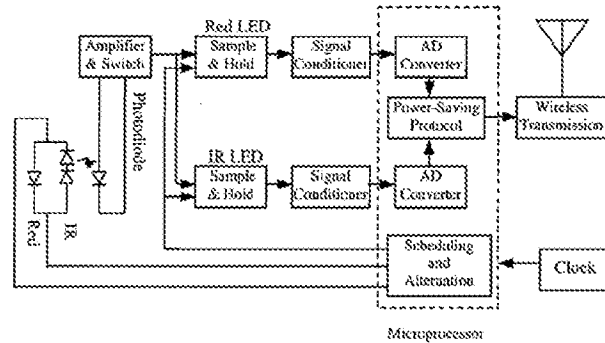 Red LED
Amplifier
& Switch
Sample
& Hold
Signal
Conditioner
AD
Converter
Photodiode
Power-Saving
Protocol
Wireless
Transmission
IR LED
Sample
& Hold
Signal
Conditioner
AD
Converter
Red
IR
Scheduling
and
Alternation
Clock
Microprocessor